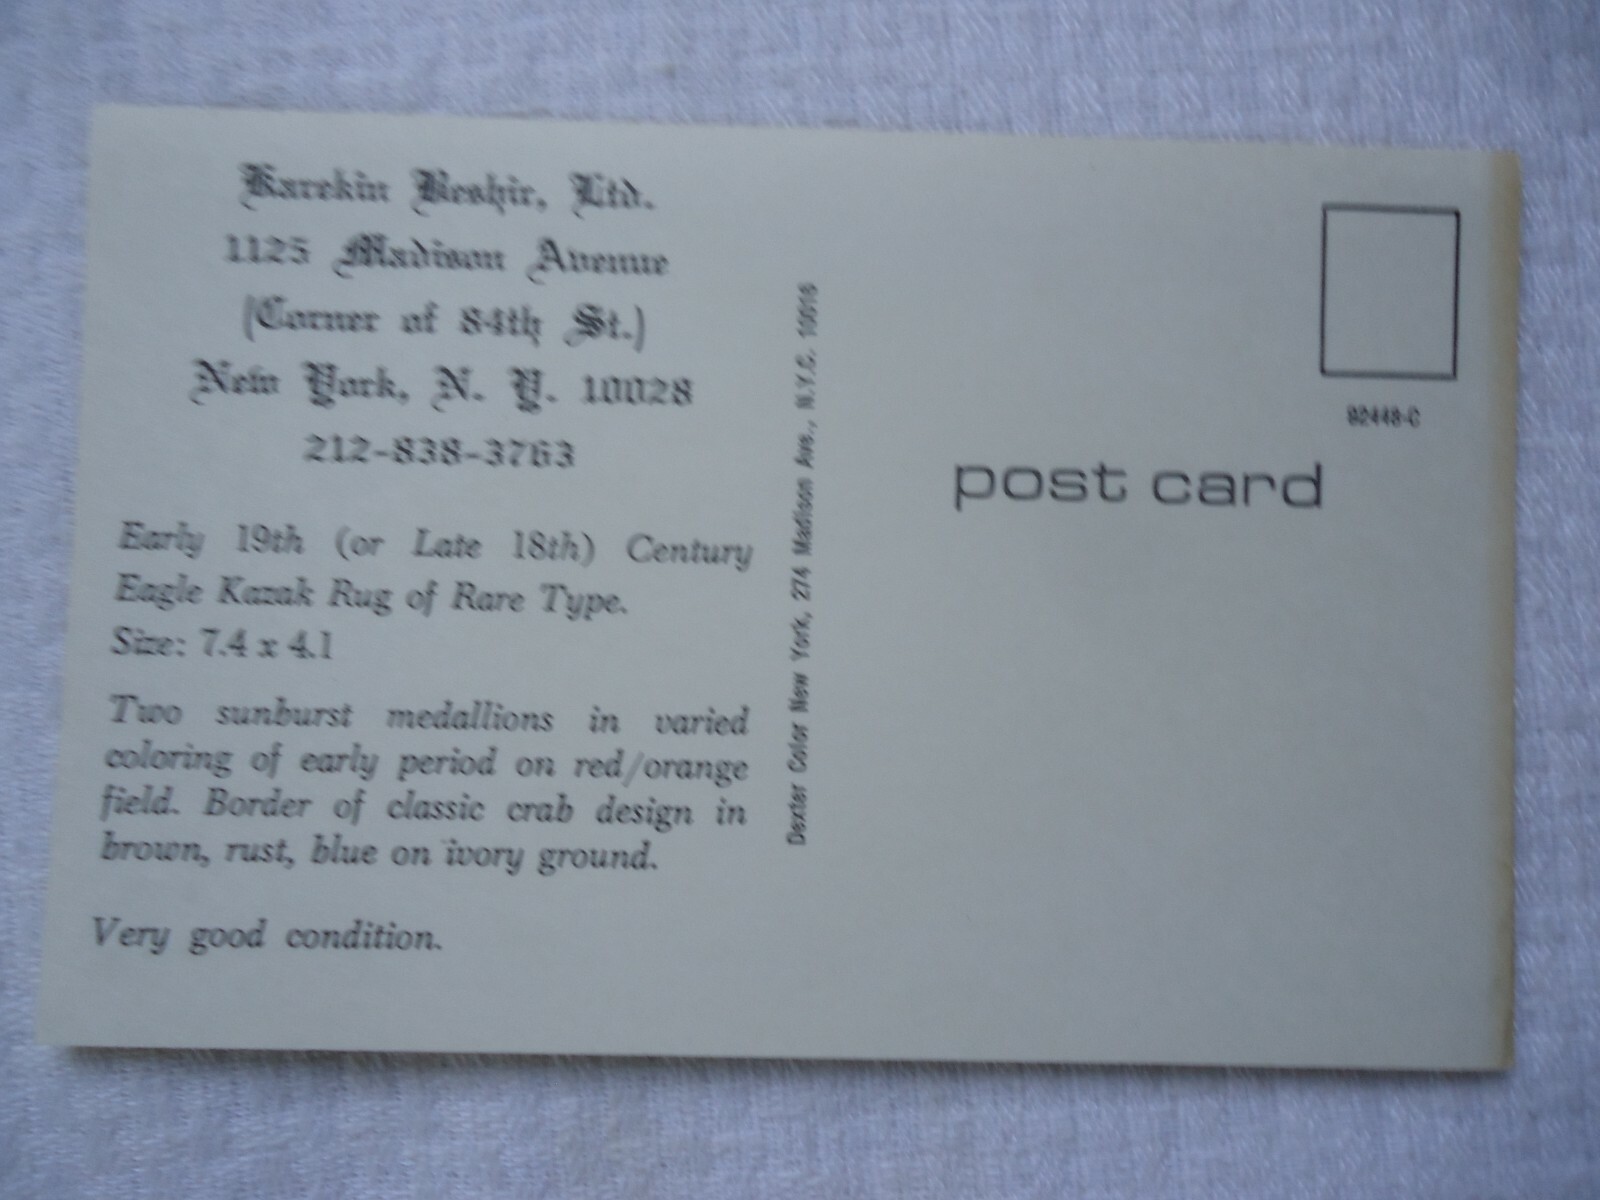 Karekin Beshir, Ltd.
1125 Madison Avenue
(Corner of 84th St.)
New York, N. Y. 10028
212-838-3763
Early 19th (or Late 18th) Century
Eagle Kazak Rug of Rare Type.
Size: 7.4 x 4.1
Two sunburst medallions in varied
coloring of early period on red/orange
field. Border of classic crab design in
brown, rust, blue on ivory ground.
Very good condition.
Dexter Color New York, 274 Madison Ave., N.Y.C. 10016
92448-C
post card